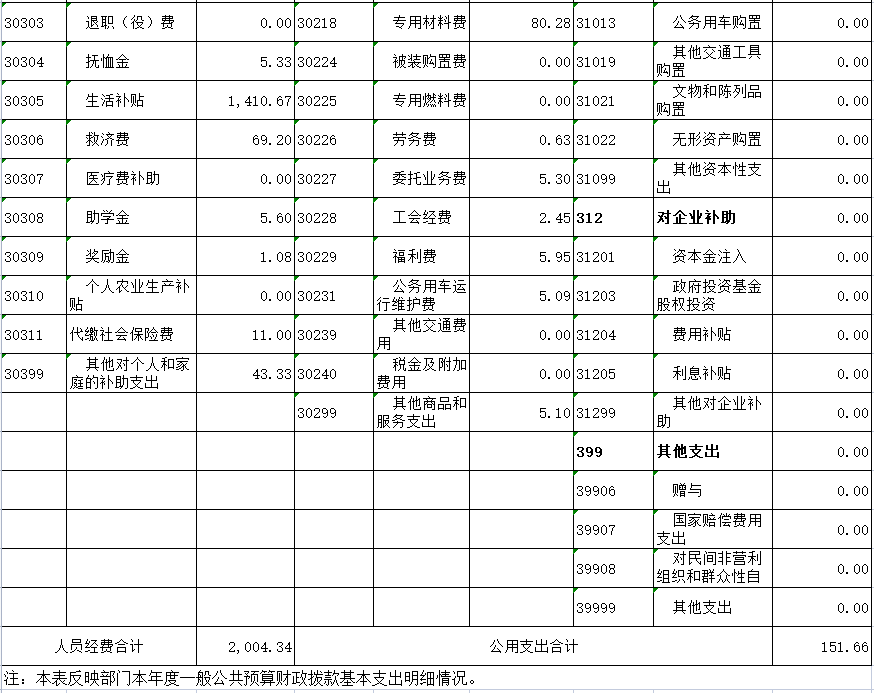 30303 退职（役）费 0.00 30218 专用材料费 80.28 31013 公务用车购置 0.00
30304 抚恤金 5.33 30224 被装购置费 0.00 31019 其他交通工具购置 0.00
30305 生活补贴 1,410.67 30225 专用燃料费 0.00 31021 文物和陈列品购置 0.00
30306 救济费 69.20 30226 劳务费 0.63 31022 无形资产购置 0.00
30307 医疗费补助 0.00 30227 委托业务费 5.30 31099 其他资本性支出 0.00
30308 助学金 5.60 30228 工会经费 2.45 312 对企业补助 0.00
30309 奖励金 1.08 30229 福利费 5.95 31201 资本金注入 0.00
30310 个人农业生产补贴 0.00 30231 公务用车运行维护费 5.09 31203 政府投资基金股权投资 0.00
30311 代缴社会保险费 11.00 30239 其他交通费用 0.00 31204 费用补贴 0.00
30399 其他对个人和家庭的补助支出 43.33 30240 税金及附加费用 0.00 31205 利息补贴 0.00
30299 其他商品和服务支出 5.10 31299 其他对企业补助 0.00
399 其他支出 0.00
39906 赠与 0.00
39907 国家赔偿费用支出 0.00
39908 对民间非营利组织和群众性自 0.00
39999 其他支出 0.00
人员经费合计 2,004.34 公用支出合计 151.66
注：本表反映部门本年度一般公共预算财政拨款基本支出明细情况。